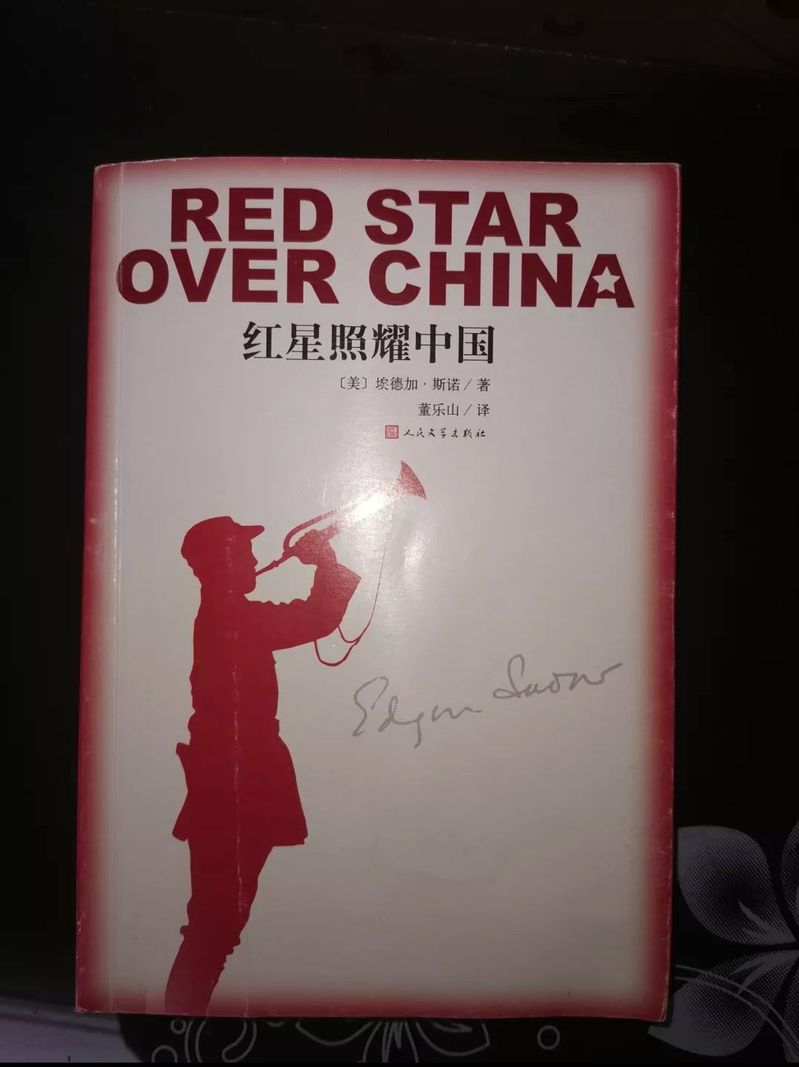 RED STAR
OVER CHINA
红星照耀中国
〔美〕埃德加·斯诺/著
董乐山/译
人民文学出版社
Edgar Snow